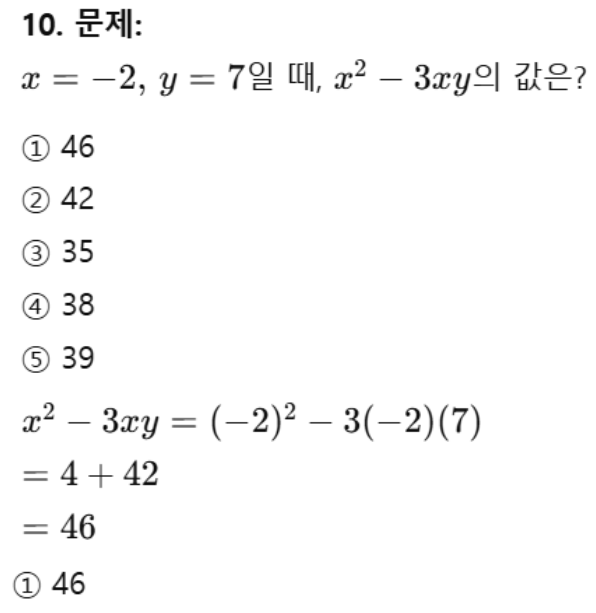 10. 문제:
x = −2, y = 7일 때, x² − 3xy의 값은?
① 46
② 42
③ 35
④ 38
⑤ 39
x² − 3xy = (−2)² − 3(−2)(7)
= 4 + 42
= 46
① 46